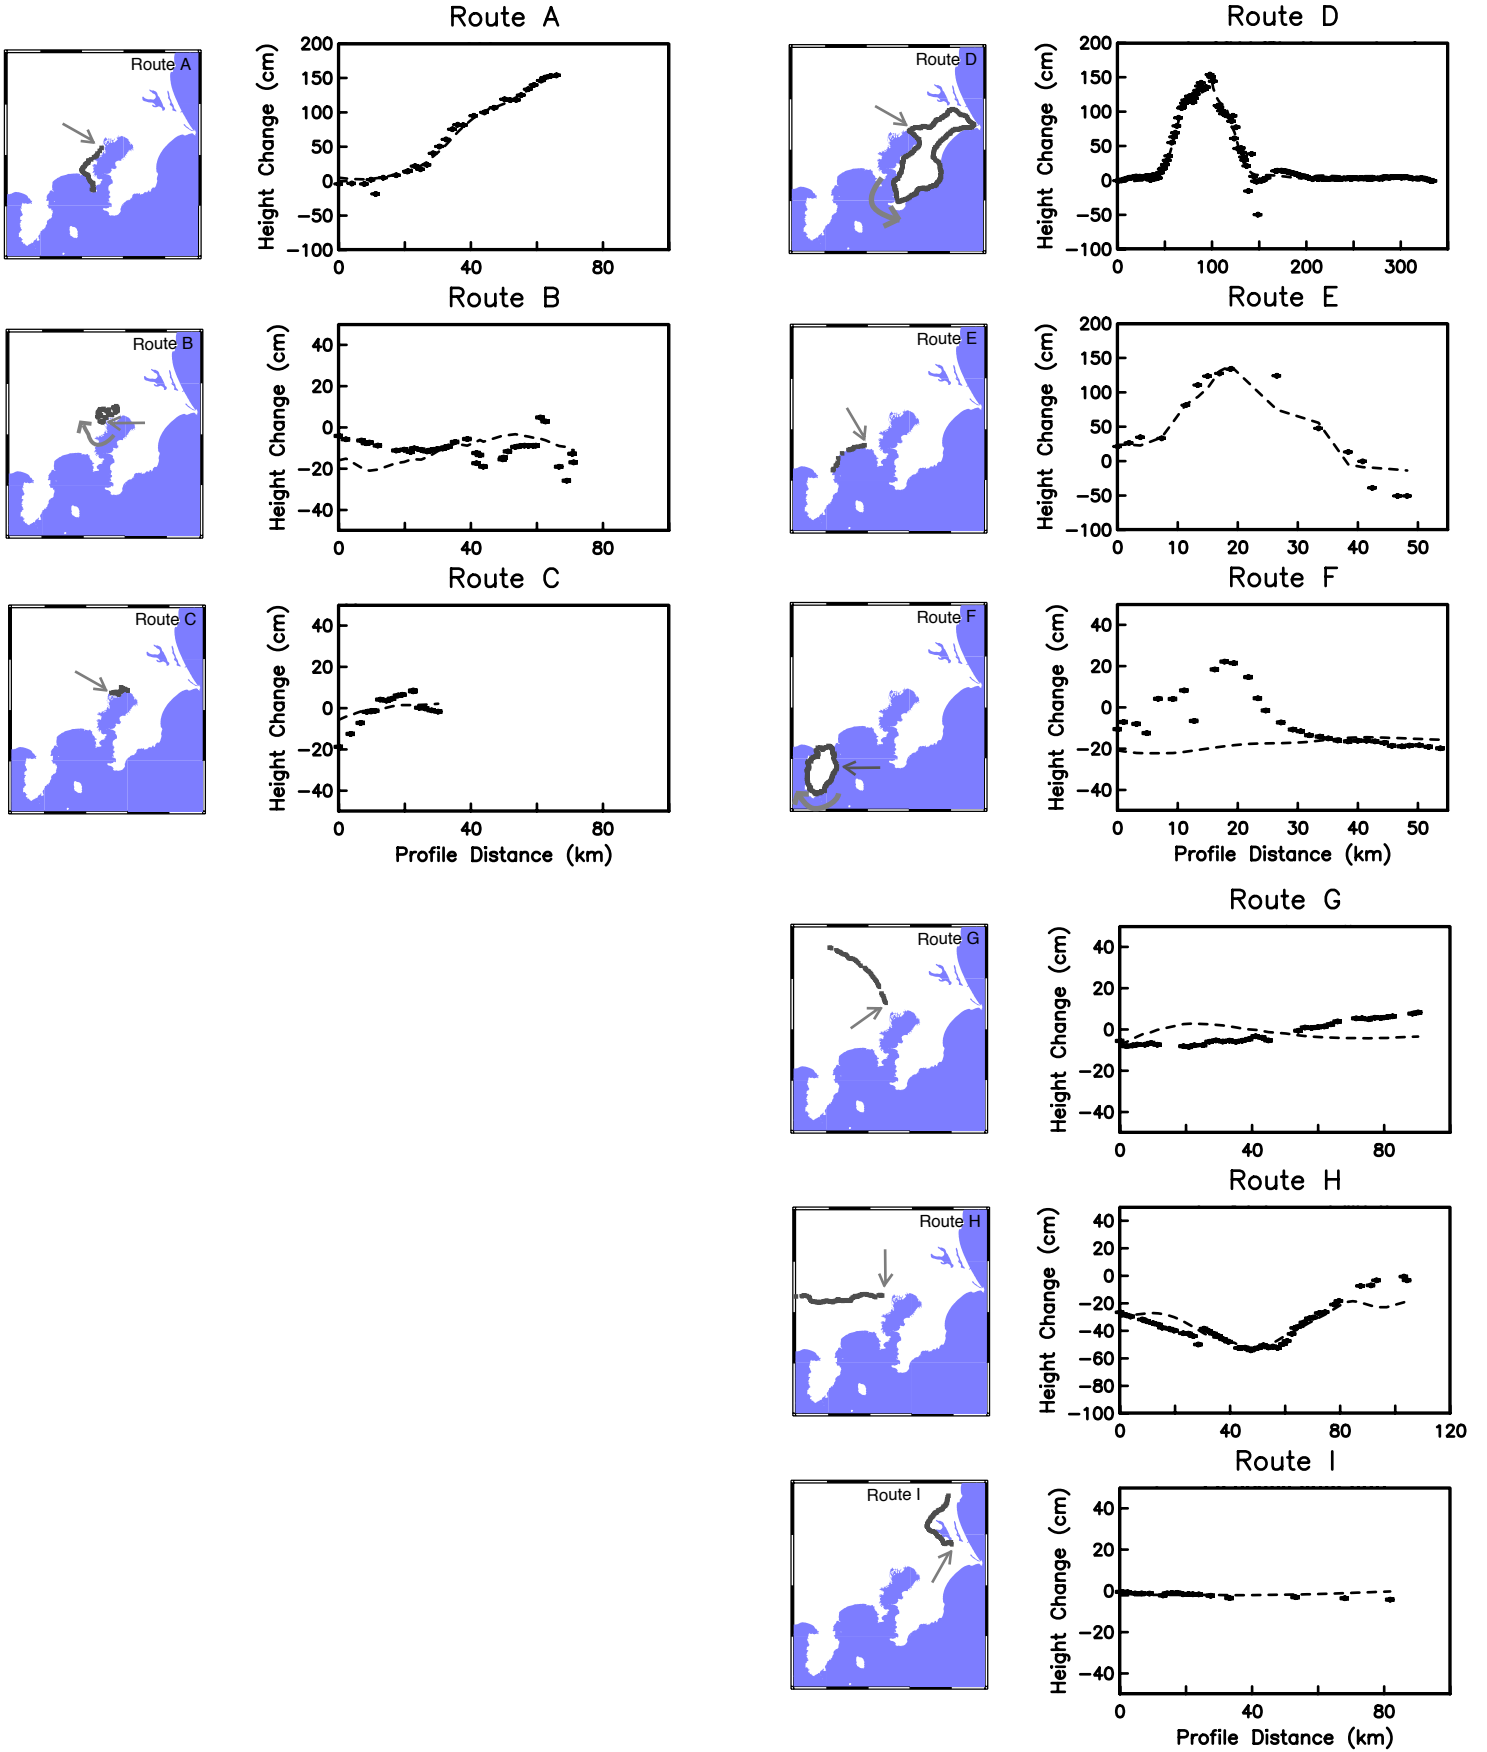 Route A
Route A
Height Change (cm)
200
150
100
50
0
−50
−100
0 40 80
Route B
Route B
Height Change (cm)
40
20
0
−20
−40
0 40 80
Route C
Route C
Height Change (cm)
40
20
0
−20
−40
0 40 80
Profile Distance (km)
Route D
Route D
Height Change (cm)
200
150
100
50
0
−50
−100
0 100 200 300
Route E
Route E
Height Change (cm)
200
150
100
50
0
−50
−100
0 10 20 30 40 50
Route F
Route F
Height Change (cm)
40
20
0
−20
−40
0 10 20 30 40 50
Profile Distance (km)
Route G
Route G
Height Change (cm)
40
20
0
−20
−40
0 40 80
Route H
Route H
Height Change (cm)
40
20
0
−20
−40
−60
−80
−100
0 40 80 120
Route I
Route I
Height Change (cm)
40
20
0
−20
−40
0 40 80
Profile Distance (km)